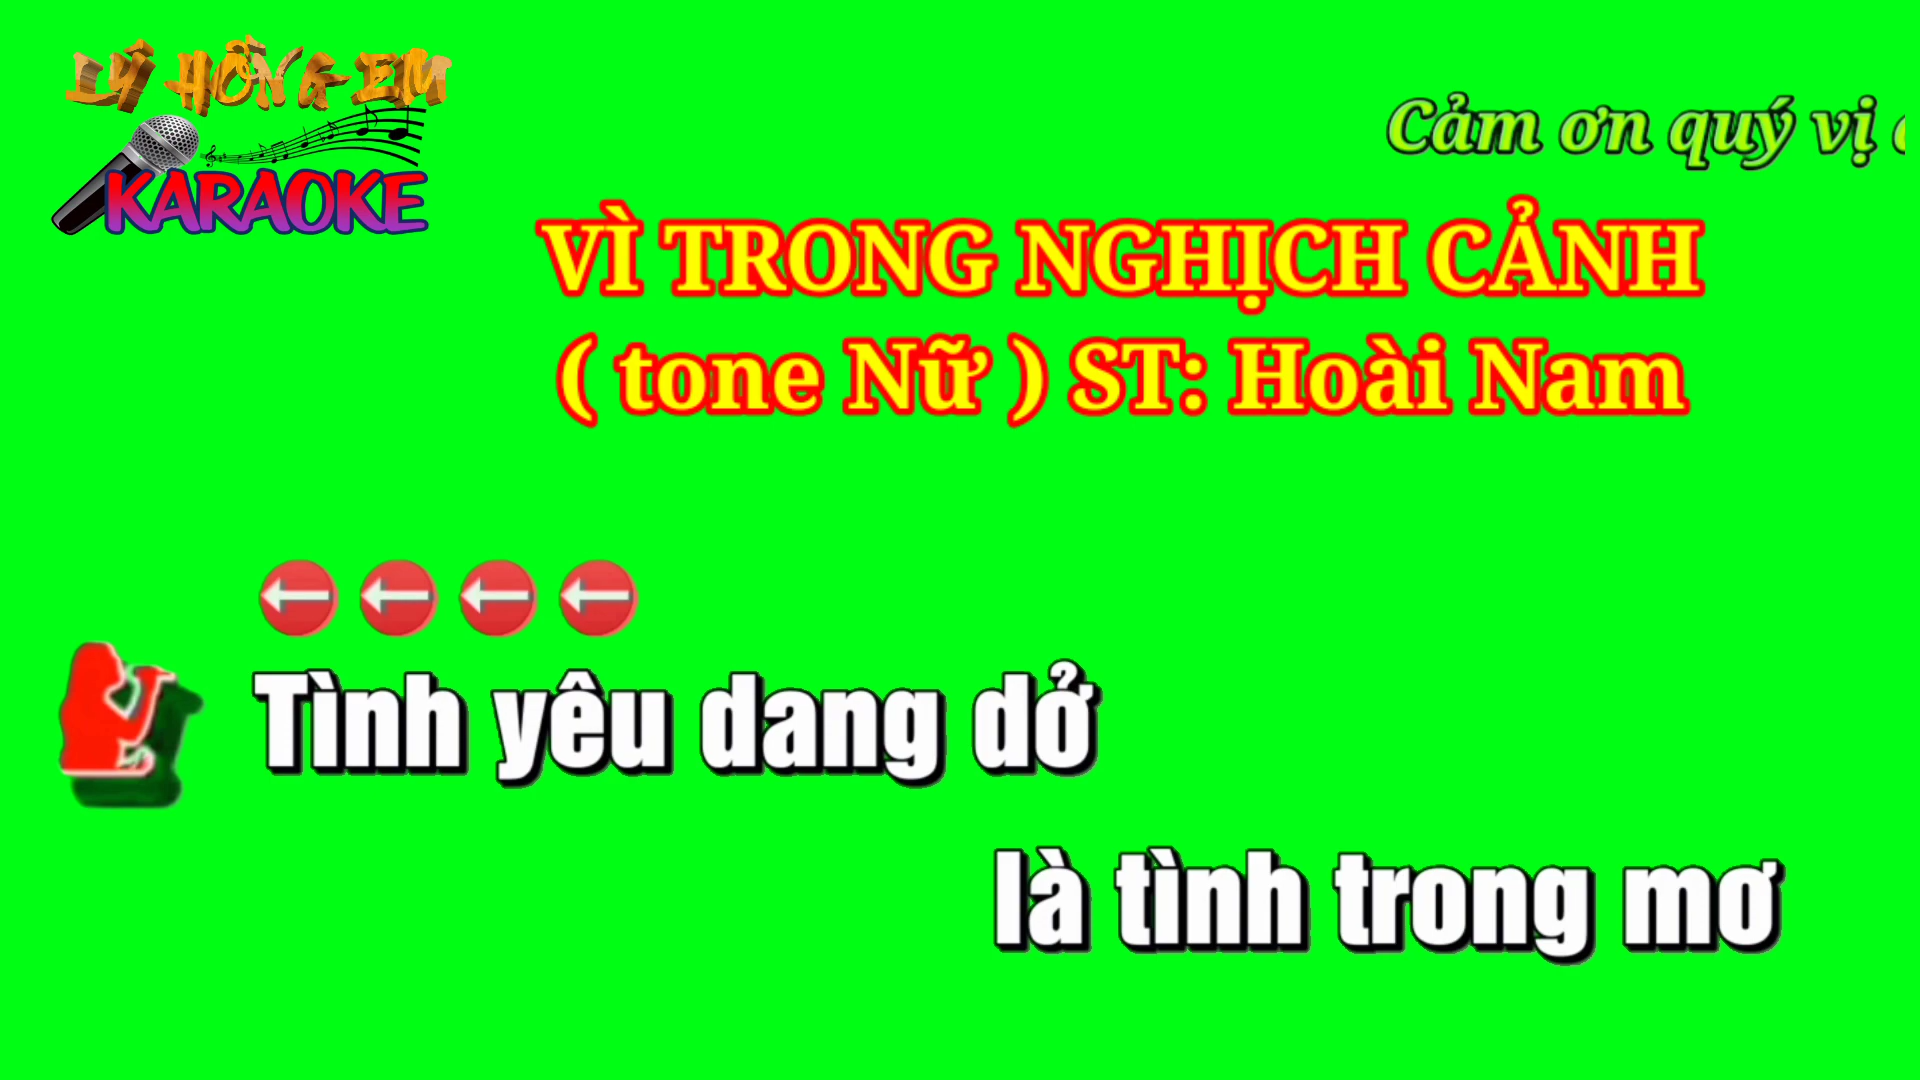 LÝ HỒNG EM
KARAOKE
Cảm ơn quý vị
VÌ TRONG NGHỊCH CẢNH
( tone Nữ ) ST: Hoài Nam
Tình yêu dang dở
là tình trong mơ